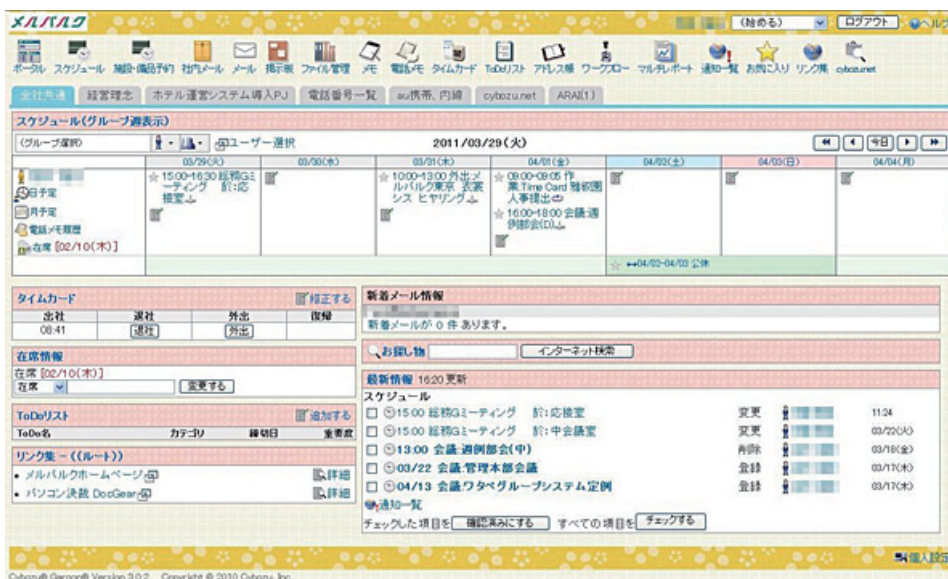 メルパルク
(始める) ログアウト ヘルプ
ポータル スケジュール 施設・備品予約 社内メール メール 掲示板 ファイル管理 メモ 電話メモ タイムカード ToDoリスト アドレス帳 ワークフロー マルチレポート 通知一覧 お気に入り リンク集 cybozu.net
全社共通 経営理念 ホテル運営システム導入PJ 電話番号一覧 au携帯、内線 cybozu.net ARAI(1)
スケジュール(グループ週表示)
(グループ選択) ユーザー選択 2011/03/29(火) 今日
03/29(火) 03/30(水) 03/31(木) 04/01(金) 04/02(土) 04/03(日) 04/04(月)
日予定
月予定
電話メモ履歴
在席 [02/10(木)]
15:00-16:30 総務Gミーティング 於:応接室
10:00-13:00 外出 メルパルク東京 衣裳シス ヒヤリング
09:00-09:05 作業:Time Card 雅叙園人事提出
16:00-18:00 会議:週例部会(D)
04/02-04/03 公休
タイムカード 修正する
出社 退社 外出 復帰
08:41 退社 外出
在席情報
在席 [02/10(木)]
在席 変更する
ToDoリスト 追加する
ToDo名 カテゴリ 締切日 重要度
リンク集 - ((ルート))
・メルパルクホームページ 詳細
・パソコン決裁 DocGear 詳細
新着メール情報
新着メールが 0 件 あります。
お探し物 インターネット検索
最新情報 16:20 更新
スケジュール
15:00 総務Gミーティング 於:応接室 変更 11:24
15:00 総務Gミーティング 於:中会議室 変更 03/22(火)
13:00 会議:週例部会(中) 削除 03/18(金)
03/22 会議:管理本部会議 登録 03/17(木)
04/13 会議:ワタベグループシステム定例 登録 03/17(木)
通知一覧
チェックした項目を 確認済みにする すべての項目を チェックする
個人設定
Cybozu® Garoon® Version 3.0.2 Copyright © 2010 Cybozu, Inc.